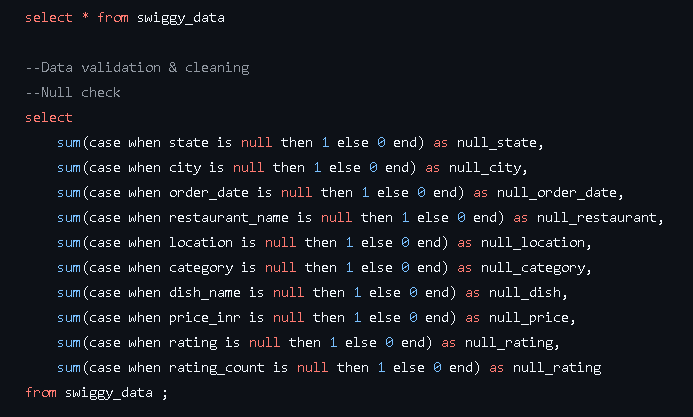 select * from swiggy_data
--Data validation & cleaning
--Null check
select
    sum(case when state is null then 1 else 0 end) as null_state,
    sum(case when city is null then 1 else 0 end) as null_city,
    sum(case when order_date is null then 1 else 0 end) as null_order_date,
    sum(case when restaurant_name is null then 1 else 0 end) as null_restaurant,
    sum(case when location is null then 1 else 0 end) as null_location,
    sum(case when category is null then 1 else 0 end) as null_category,
    sum(case when dish_name is null then 1 else 0 end) as null_dish,
    sum(case when price_inr is null then 1 else 0 end) as null_price,
    sum(case when rating is null then 1 else 0 end) as null_rating,
    sum(case when rating_count is null then 1 else 0 end) as null_rating
from swiggy_data ;